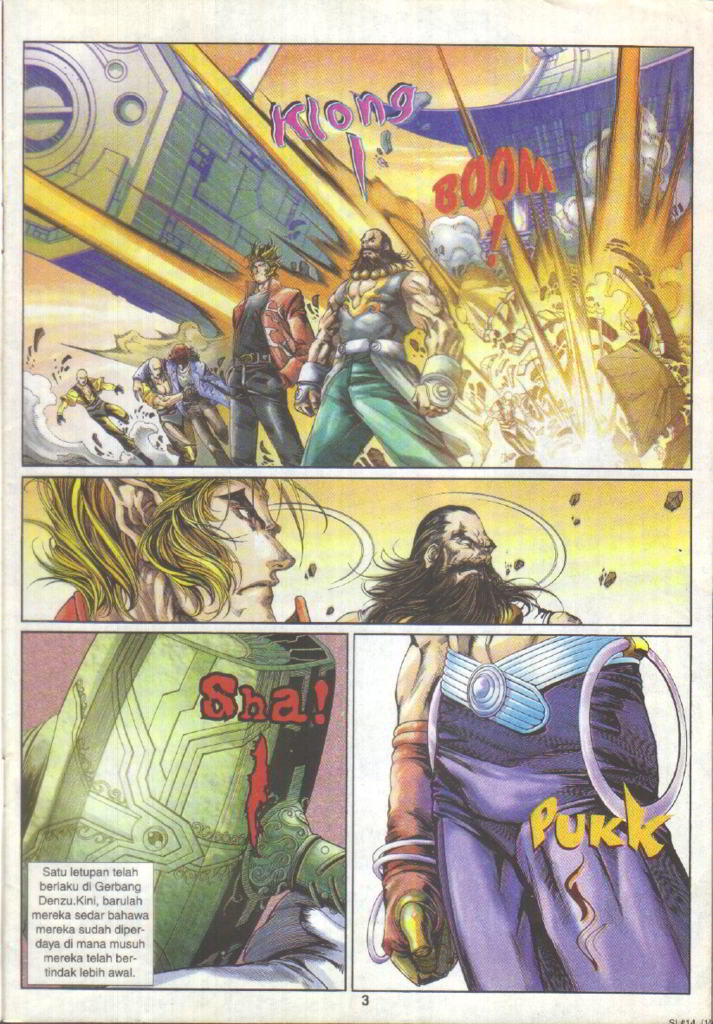 Klong
!
BOOM
!
Sha!
PUKK
Satu letupan telah
berlaku di Gerbang
Denzu.Kini, barulah
mereka sedar bahawa
mereka sudah diper-
daya di mana musuh
mereka telah ber-
tindak lebih awal.
3